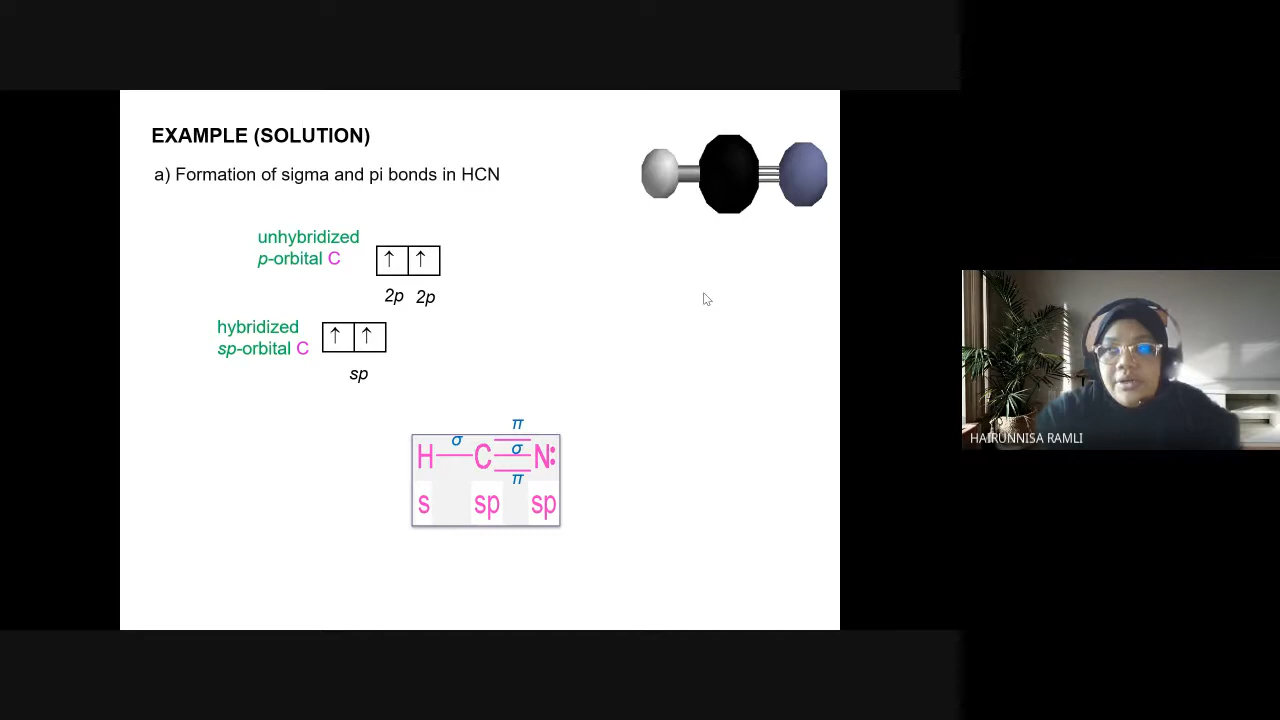 EXAMPLE (SOLUTION)
a) Formation of sigma and pi bonds in HCN
unhybridized
p-orbital C
↑ ↑
2p 2p
hybridized
sp-orbital C
↑ ↑
sp
π
σ σ
H C N:
π
s sp sp
HAIRUNNISA RAMLI